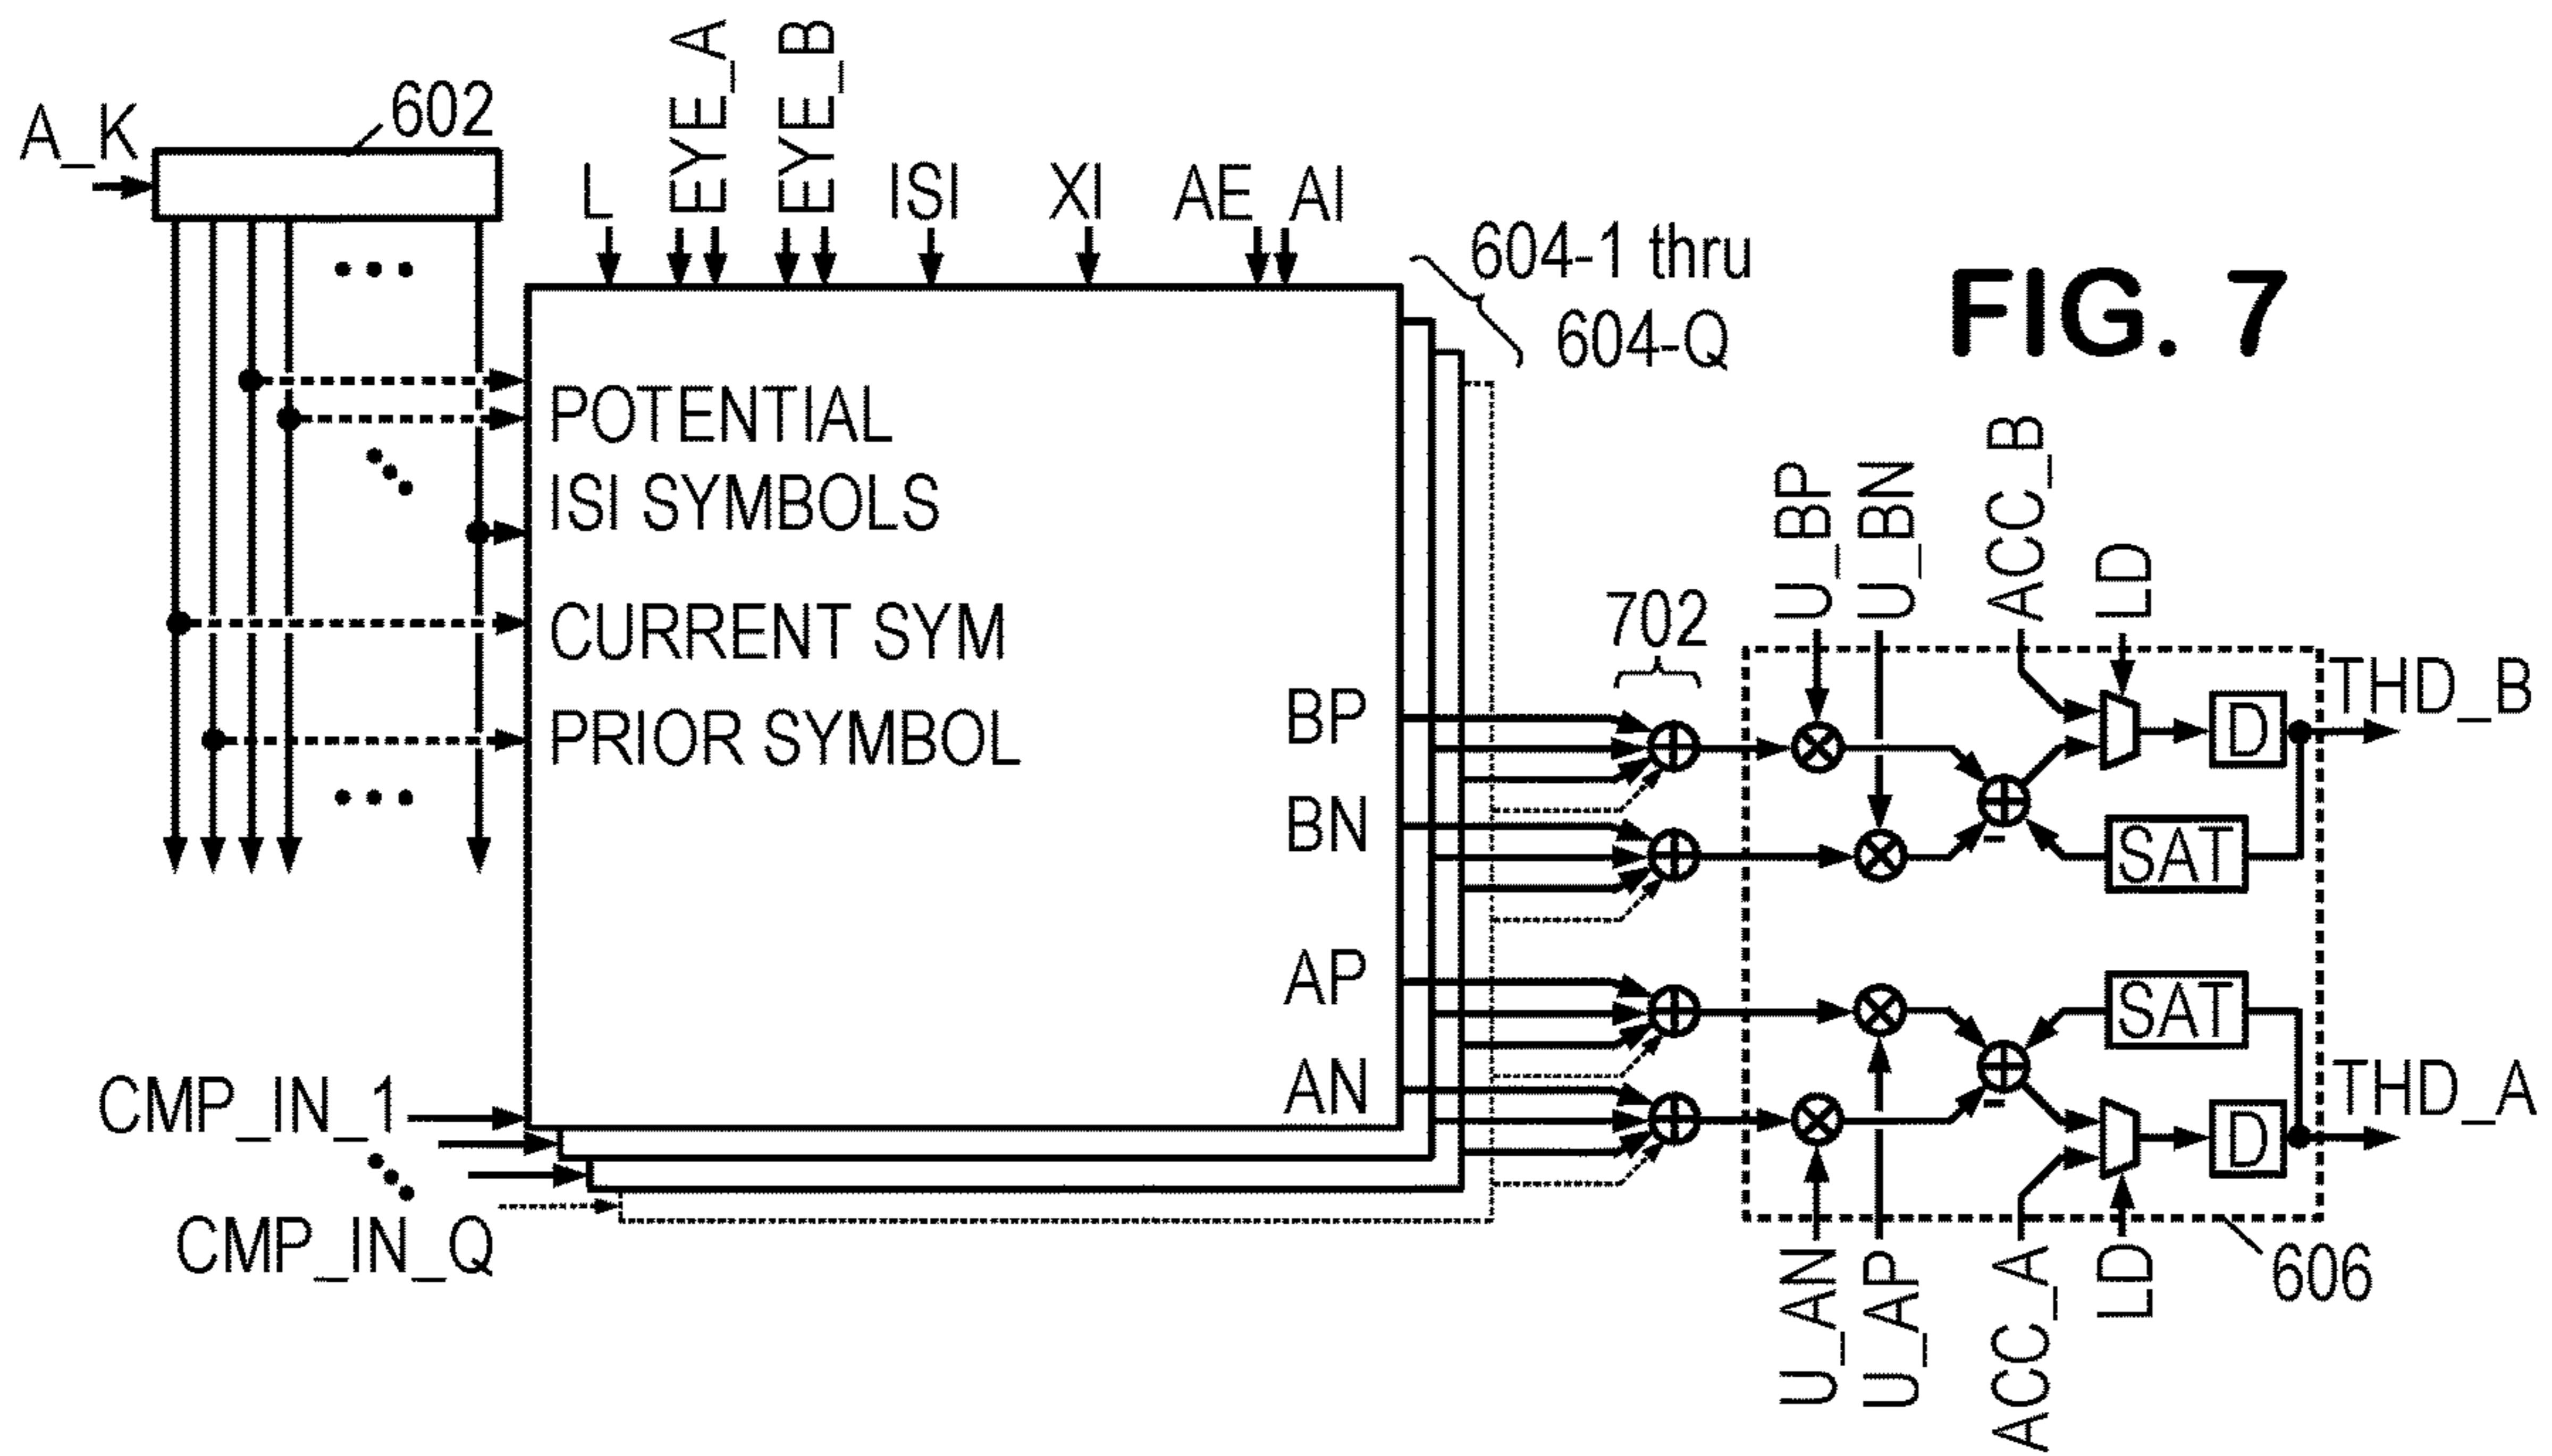 A_K
602
L
EYE_A
EYE_B
ISI
XI
AE
AI
604-1 thru
604-Q
FIG. 7
POTENTIAL
ISI SYMBOLS
CURRENT SYM
PRIOR SYMBOL
BP
BN
AP
AN
CMP_IN_1
CMP_IN_Q
702
U_BP
U_BN
ACC_B
LD
D
THD_B
SAT
SAT
D
THD_A
U_AN
U_AP
ACC_A
LD
606